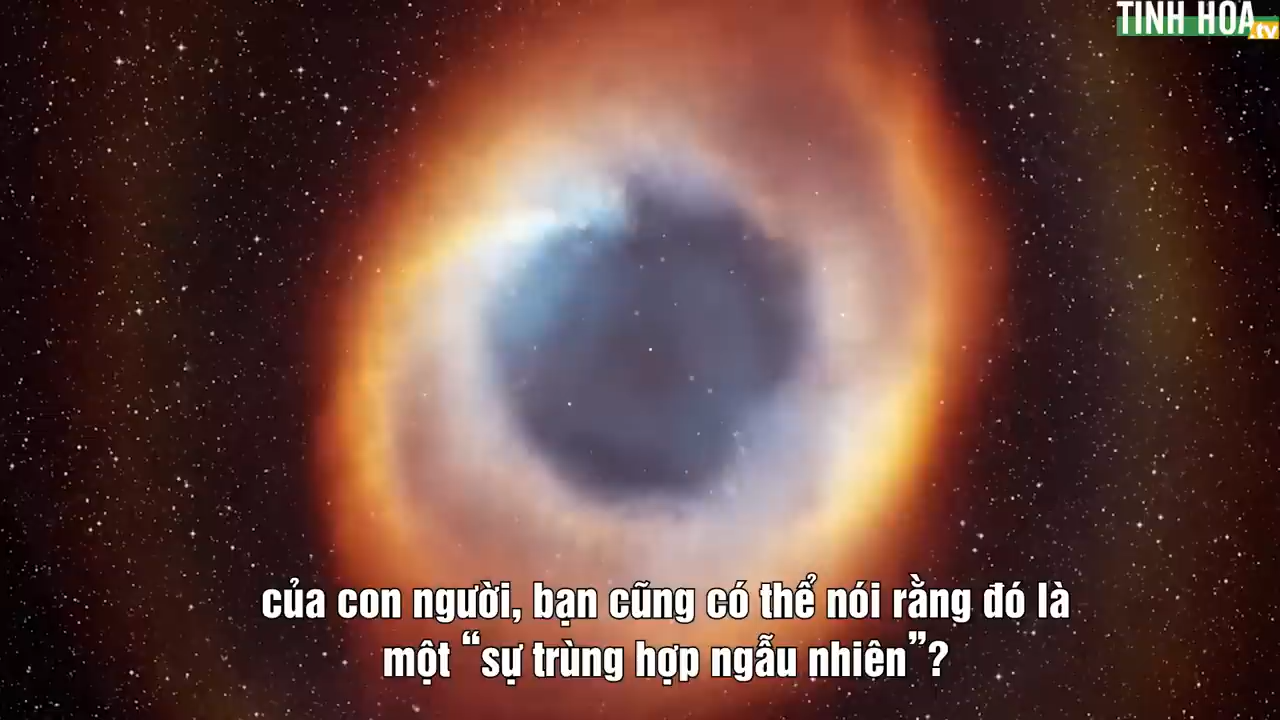 TINH HOA
.tv
của con người, bạn cũng có thể nói rằng đó là
một “sự trùng hợp ngẫu nhiên”?